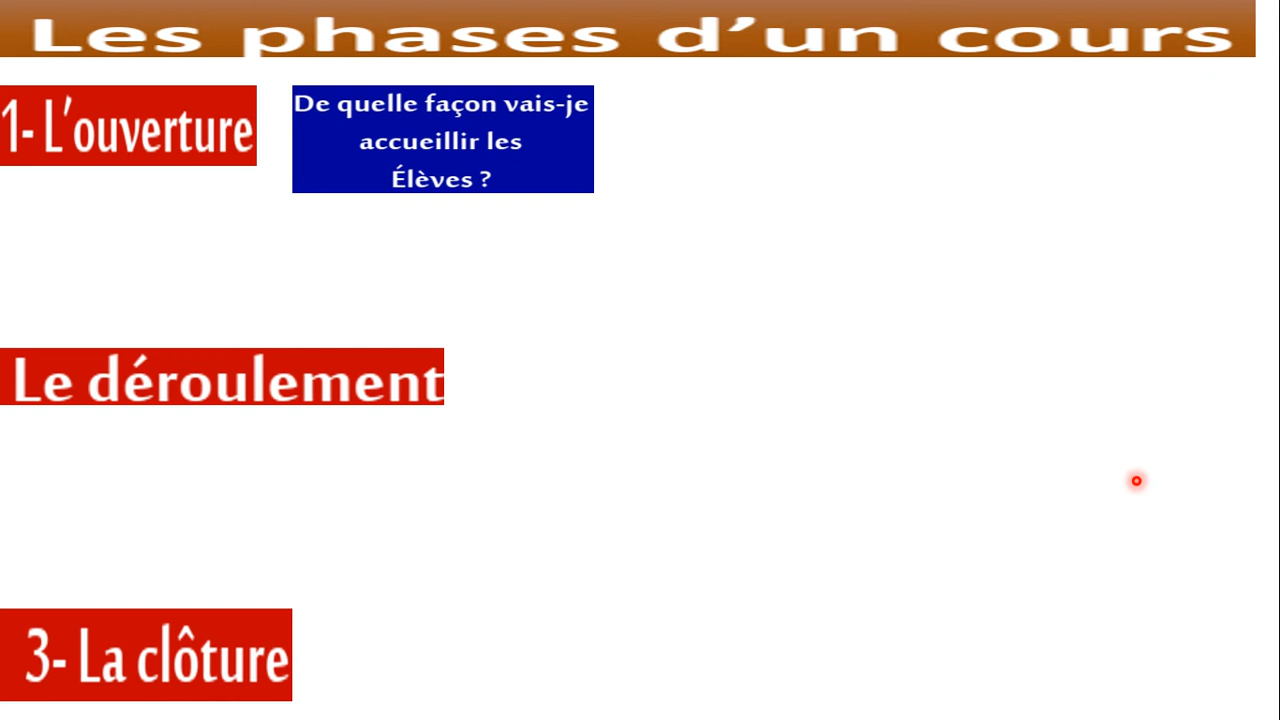 Les phases d’un cours
1- L’ouverture
De quelle façon vais-je
accueillir les
Élèves ?
Le déroulement
3- La clôture